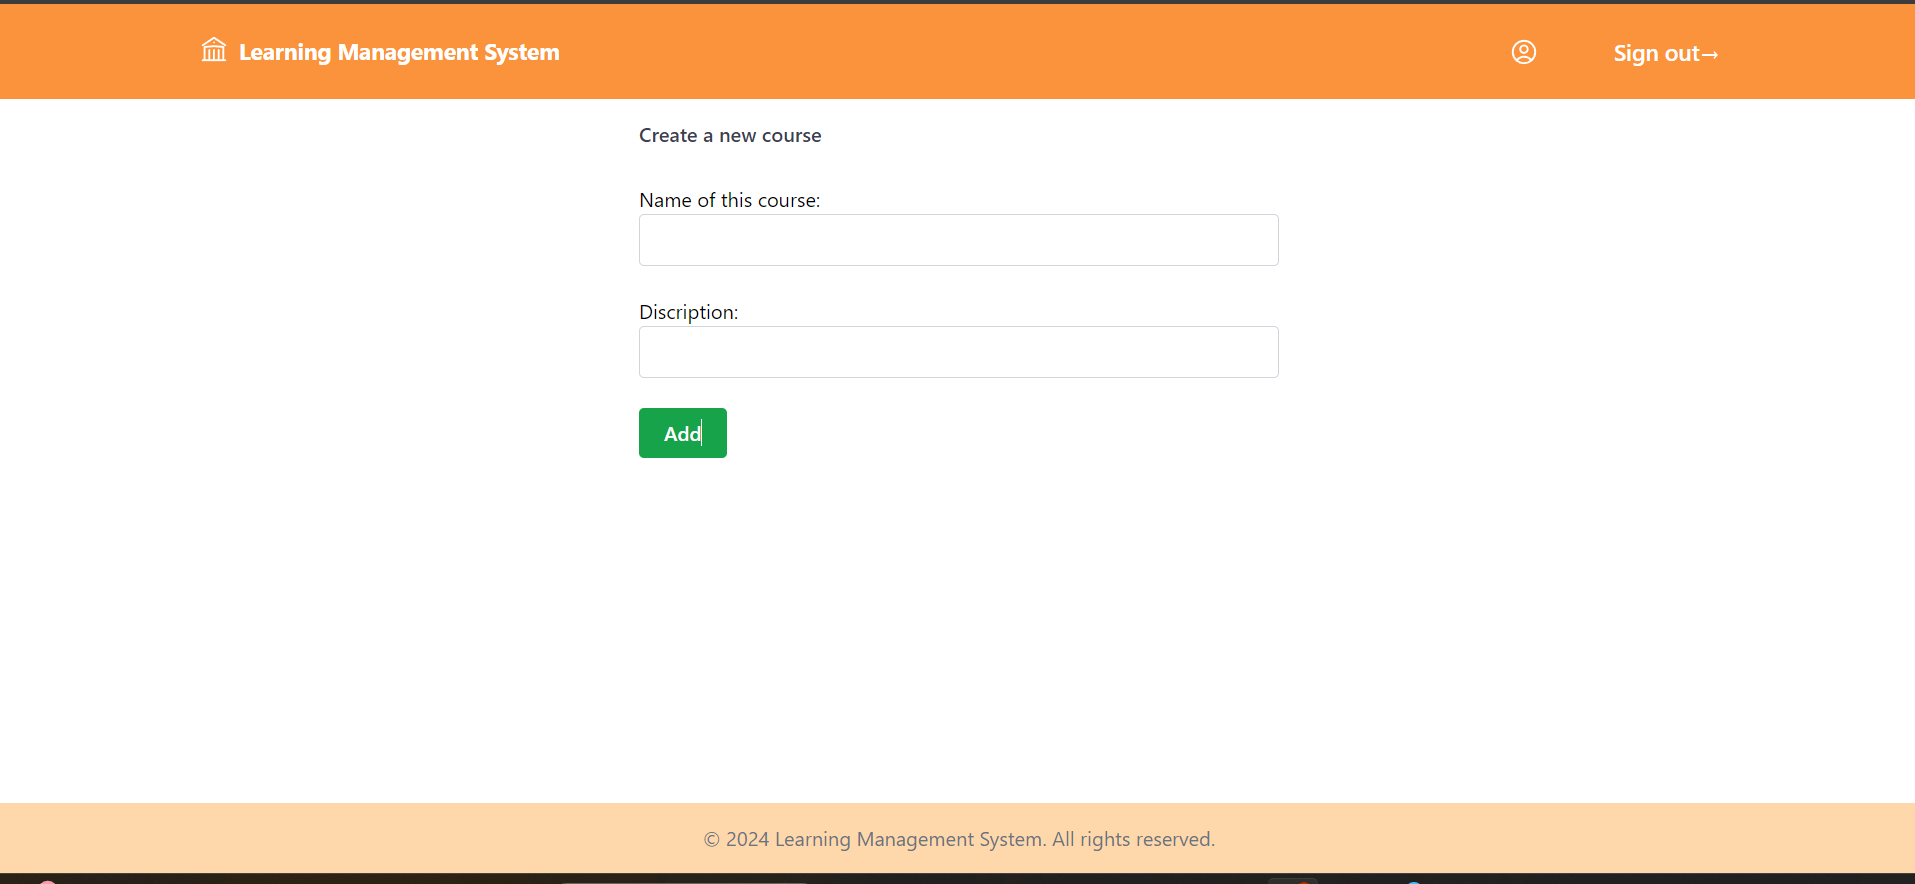 Learning Management System
Sign out→
Create a new course
Name of this course:
Discription:
Add
© 2024 Learning Management System. All rights reserved.